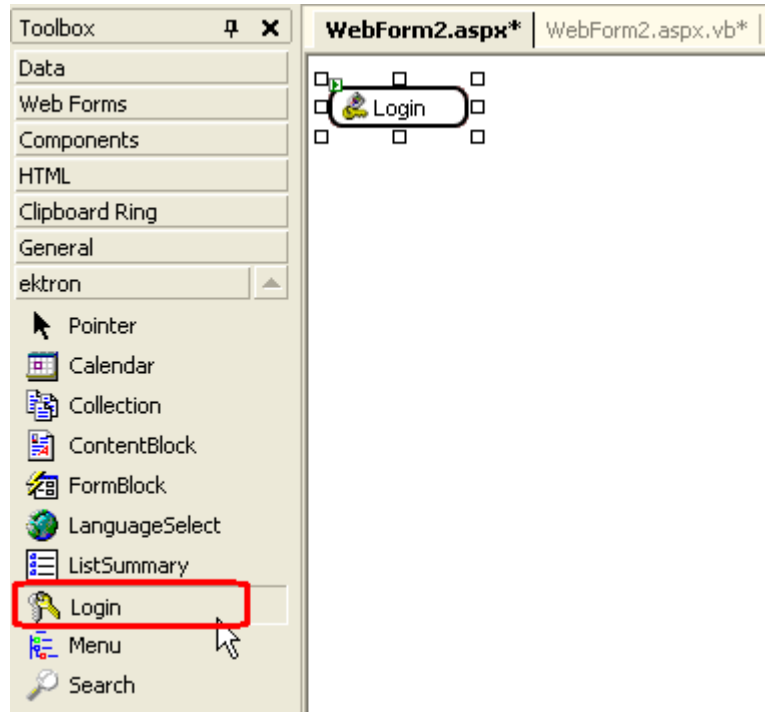 Toolbox
WebForm2.aspx* WebForm2.aspx.vb*
Data
Web Forms
Components
HTML
Clipboard Ring
General
ektron
Pointer
Calendar
Collection
ContentBlock
FormBlock
LanguageSelect
ListSummary
Login
Menu
Search
Login